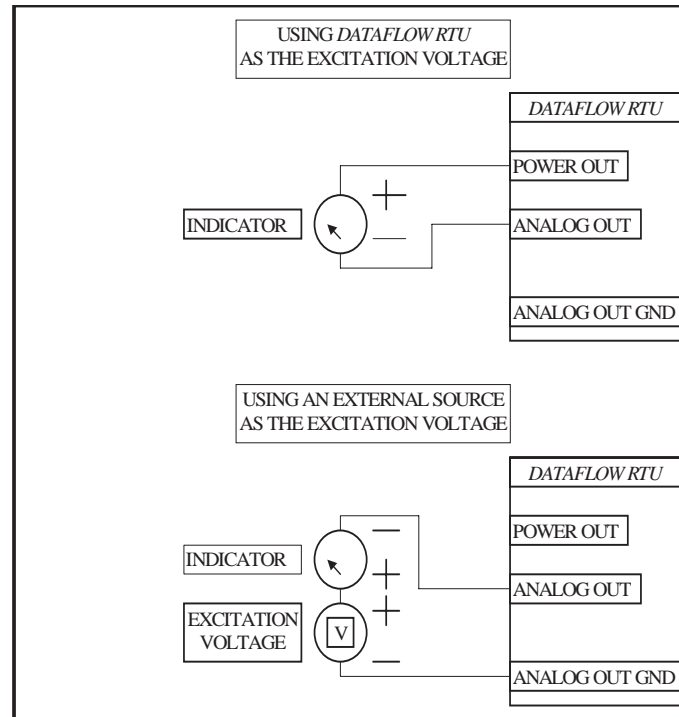 USING DATAFLOW RTU
AS THE EXCITATION VOLTAGE
DATAFLOW RTU
POWER OUT
INDICATOR
ANALOG OUT
ANALOG OUT GND
USING AN EXTERNAL SOURCE
AS THE EXCITATION VOLTAGE
DATAFLOW RTU
POWER OUT
INDICATOR
ANALOG OUT
EXCITATION
VOLTAGE
V
ANALOG OUT GND